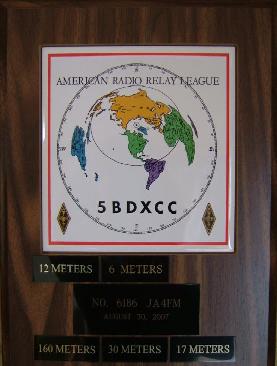 AMERICAN RADIO RELAY LEAGUE
5BDXCC
12 METERS 6 METERS
NO. 6186 JA4FM
AUGUST 30, 2007
160 METERS 30 METERS 17 METERS